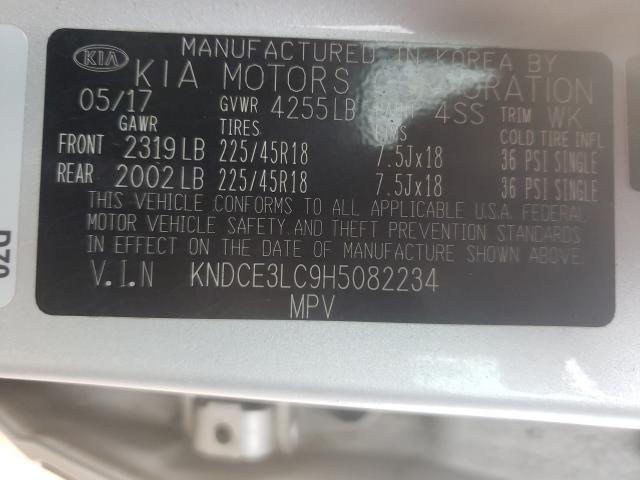 KIA
MANUFACTURED IN KOREA BY
KIA MOTORS CORPORATION
05/17 GVWR 4255LB PAINT 4SS TRIM WK
GAWR TIRES RIMS COLD TIRE INFL
FRONT 2319LB 225/45R18 7.5Jx18 36 PSI SINGLE
REAR 2002LB 225/45R18 7.5Jx18 36 PSI SINGLE
THIS VEHICLE CONFORMS TO ALL APPLICABLE U.S.A. FEDERAL
MOTOR VEHICLE SAFETY, AND THEFT PREVENTION STANDARDS
IN EFFECT ON THE DATE OF MANUFACTURE SHOWN ABOVE.
V.I.N KNDCE3LC9H5082234
MPV